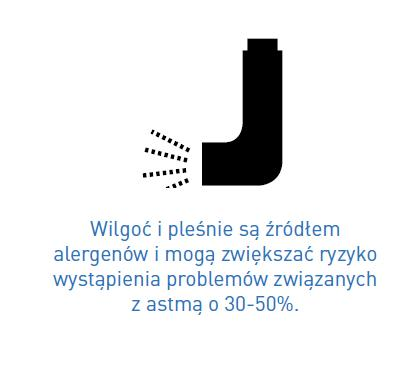 Wilgoć i pleśnie są źródłem
alergenów i mogą zwiększać ryzyko
wystąpienia problemów związanych
z astmą o 30-50%.